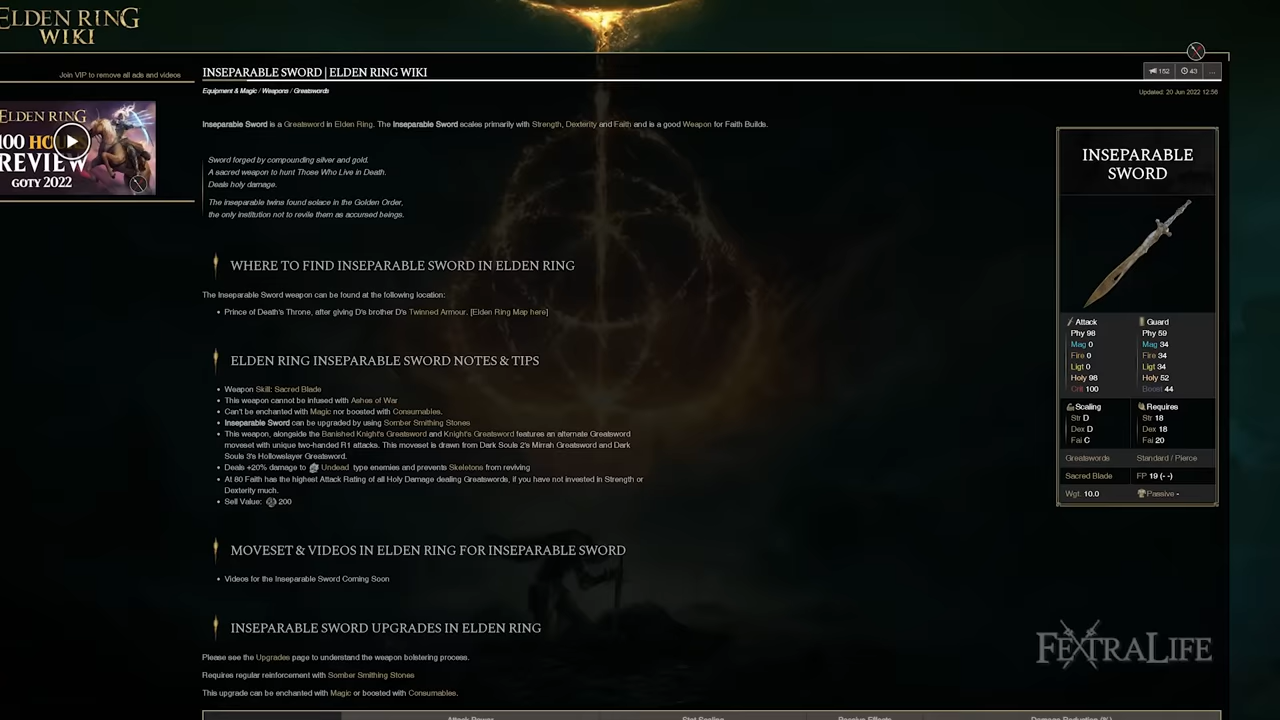 ELDEN RING
WIKI
Join VIP to remove all ads and videos
INSEPARABLE SWORD | ELDEN RING WIKI
152
43
...
Equipment & Magic / Weapons / Greatswords
Updated: 20 Jun 2022 12:58
ELDEN RING
100 HOUR
REVIEW
GOTY 2022
Inseparable Sword is a Greatsword in Elden Ring. The Inseparable Sword scales primarily with Strength, Dexterity and Faith and is a good Weapon for Faith Builds.
Sword forged by compounding silver and gold.
A sacred weapon to hunt Those Who Live in Death.
Deals holy damage.
The inseparable twins found solace in the Golden Order,
the only institution not to revile them as accursed beings.
WHERE TO FIND INSEPARABLE SWORD IN ELDEN RING
The Inseparable Sword weapon can be found at the following location:
Prince of Death's Throne, after giving D's brother D's Twinned Armour. [Elden Ring Map here]
ELDEN RING INSEPARABLE SWORD NOTES & TIPS
Weapon Skill: Sacred Blade
This weapon cannot be infused with Ashes of War
Can't be enchanted with Magic nor boosted with Consumables.
Inseparable Sword can be upgraded by using Somber Smithing Stones
This weapon, alongside the Banished Knight's Greatsword and Knight's Greatsword features an alternate Greatsword
moveset with unique two-handed R1 attacks. This moveset is drawn from Dark Souls 2's Mirrah Greatsword and Dark
Souls 3's Hollowslayer Greatsword.
Deals +20% damage to Undead type enemies and prevents Skeletons from reviving
At 80 Faith has the highest Attack Rating of all Holy Damage dealing Greatswords, if you have not invested in Strength or
Dexterity much.
Sell Value: 200
MOVESET & VIDEOS IN ELDEN RING FOR INSEPARABLE SWORD
Videos for the Inseparable Sword Coming Soon
INSEPARABLE SWORD UPGRADES IN ELDEN RING
Please see the Upgrades page to understand the weapon bolstering process.
Requires regular reinforcement with Somber Smithing Stones
This upgrade can be enchanted with Magic or boosted with Consumables.
INSEPARABLE
SWORD
Attack Guard
Phy 98 Phy 59
Mag 0 Mag 34
Fire 0 Fire 34
Ligt 0 Ligt 34
Holy 98 Holy 52
Crit 100 Boost 44
Scaling Requires
Str D Str 18
Dex D Dex 18
Fai C Fai 20
Greatswords Standard / Pierce
Sacred Blade FP 19 (- -)
Wgt. 10.0 Passive -
FEXTRALIFE
Attack Power Stat Scaling Passive Effects Damage Reduction (%)